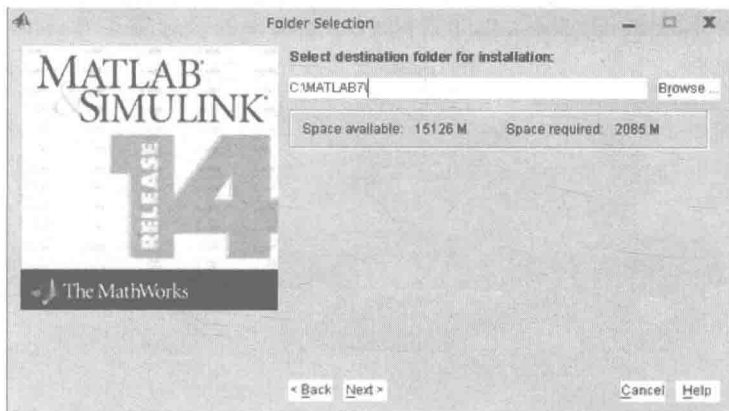 Folder Selection
MATLAB
SIMULINK
RELEASE
14
The MathWorks
Select destination folder for installation:
C:\MATLAB7\
Browse ...
Space available: 15126 M Space required: 2085 M
< Back Next > Cancel Help